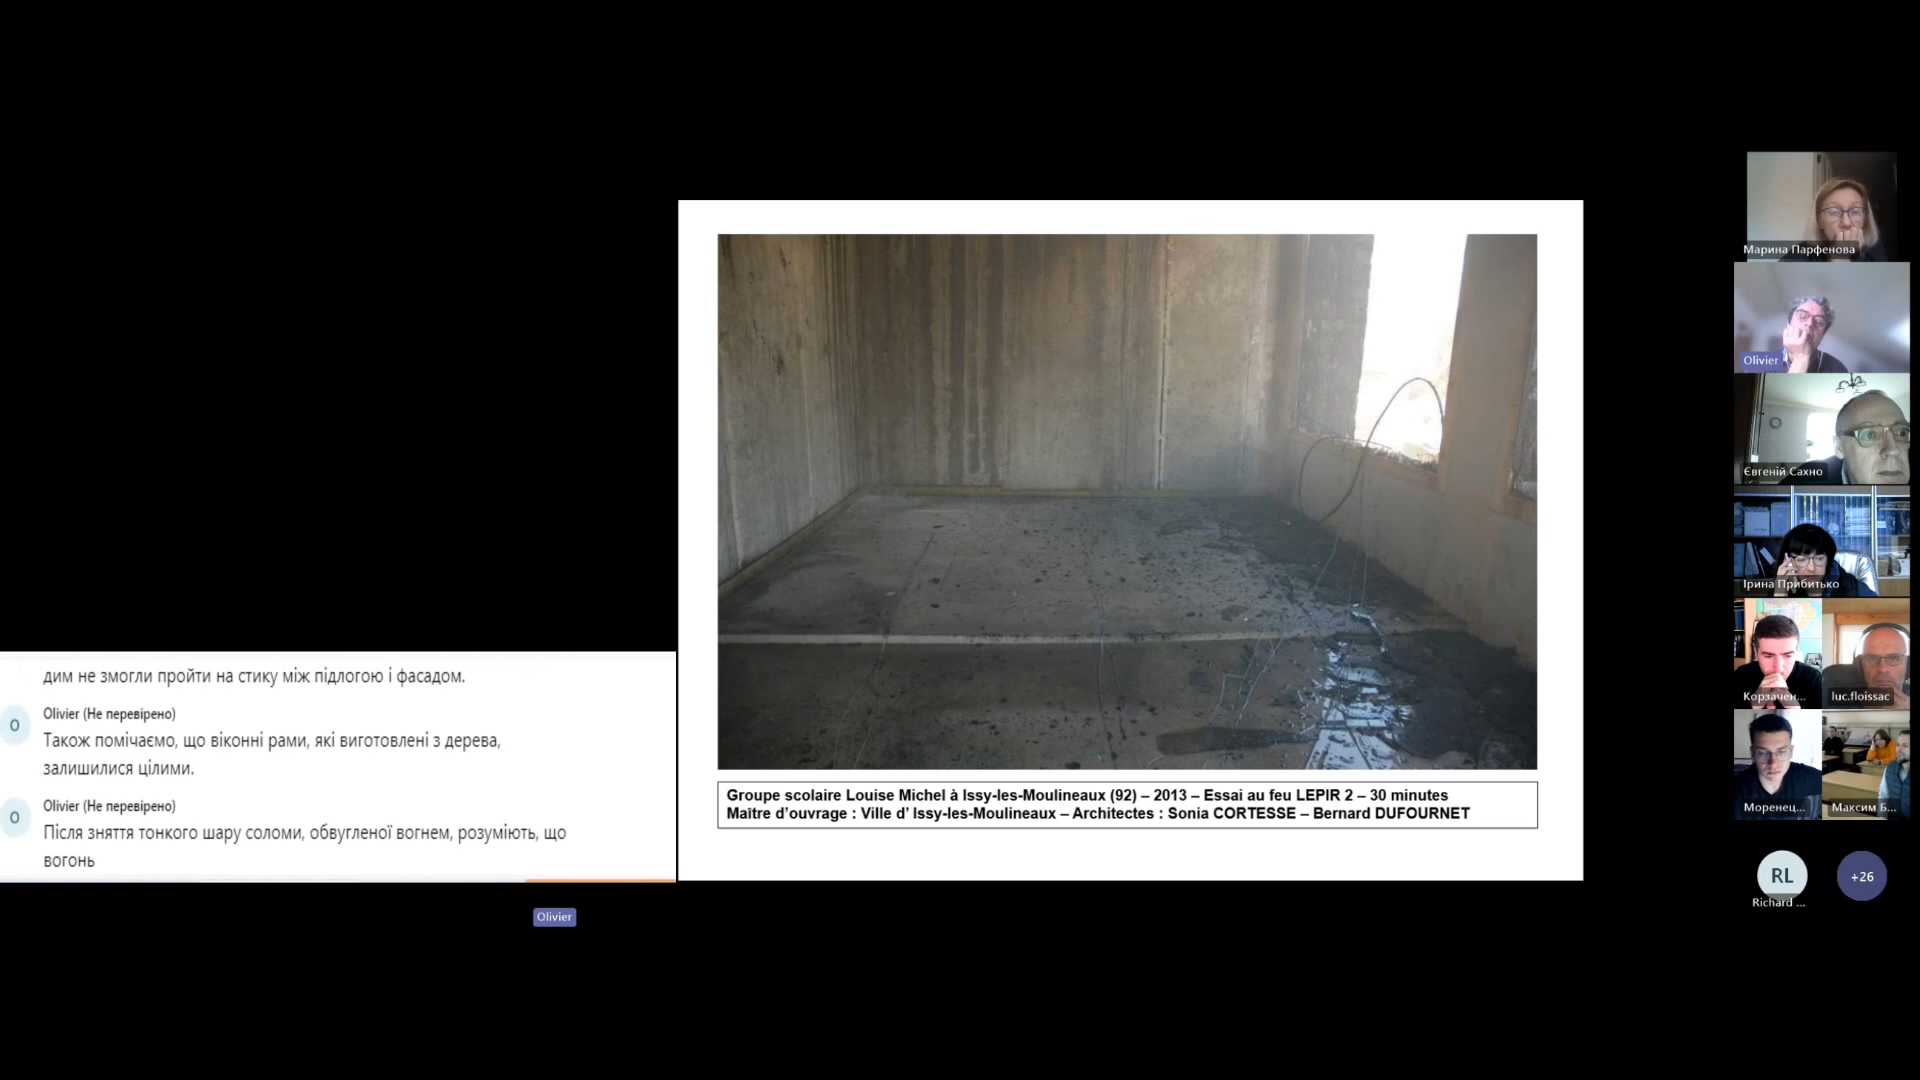 дим не змогли пройти на стику між підлогою і фасадом.
O
Olivier (Не перевірено)
Також помічаємо, що віконні рами, які виготовлені з дерева,
залишилися цілими.
O
Olivier (Не перевірено)
Після зняття тонкого шару соломи, обвугленої вогнем, розуміють, що
вогонь
Olivier
Groupe scolaire Louise Michel à Issy-les-Moulineaux (92) – 2013 – Essai au feu LEPIR 2 – 30 minutes
Maître d’ouvrage : Ville d’ Issy-les-Moulineaux – Architectes : Sonia CORTESSE – Bernard DUFOURNET
Марина Парфенова
Olivier
Євгеній Сахно
Ірина Прибитько
Корзачен...
luc.floissac
Моренец...
Максим Б...
RL
Richard ...
+26